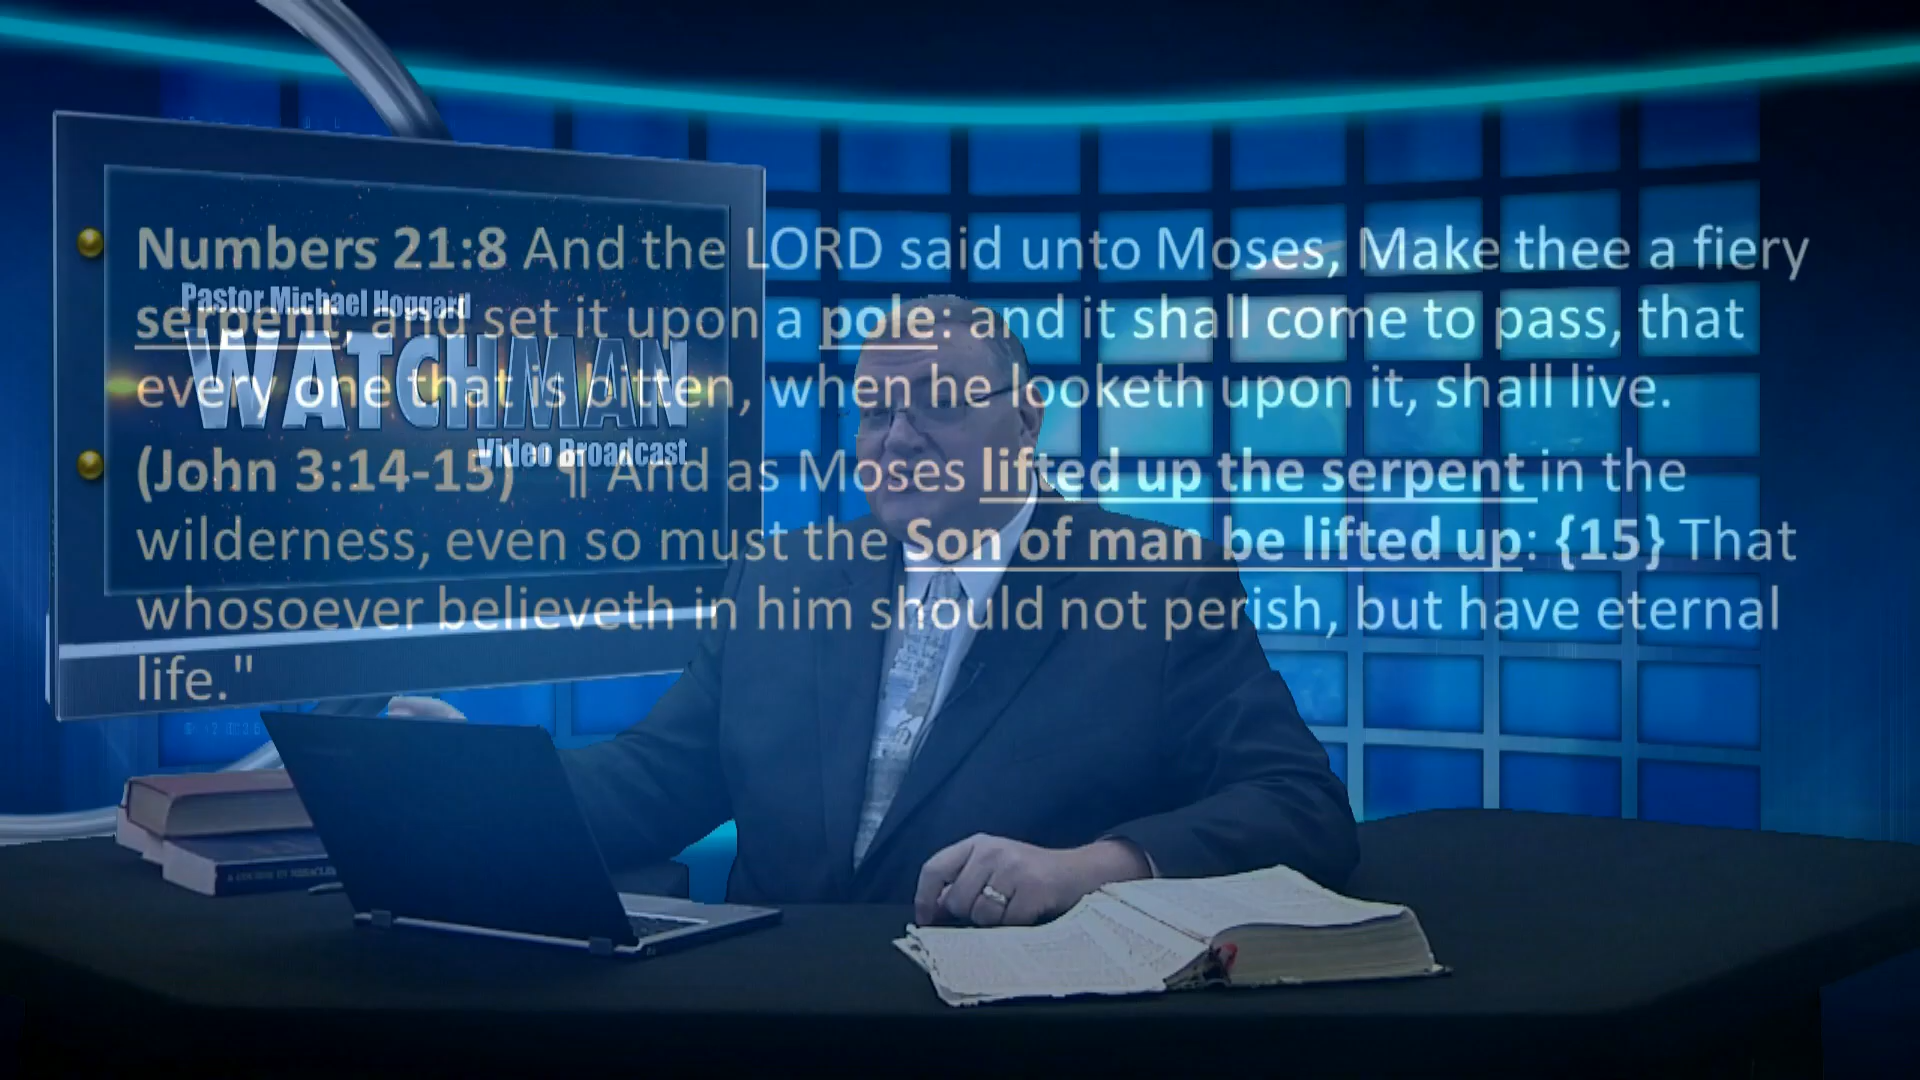 Numbers 21:8 And the LORD said unto Moses, Make thee a fiery
serpent, and set it upon a pole: and it shall come to pass, that
every one that is bitten, when he looketh upon it, shall live.
(John 3:14-15) ¶ And as Moses lifted up the serpent in the
wilderness, even so must the Son of man be lifted up: {15} That
whosoever believeth in him should not perish, but have eternal
life."
Pastor Michael Hoggard
WATCHMAN
Video Broadcast
A COURSE IN MIRACLES